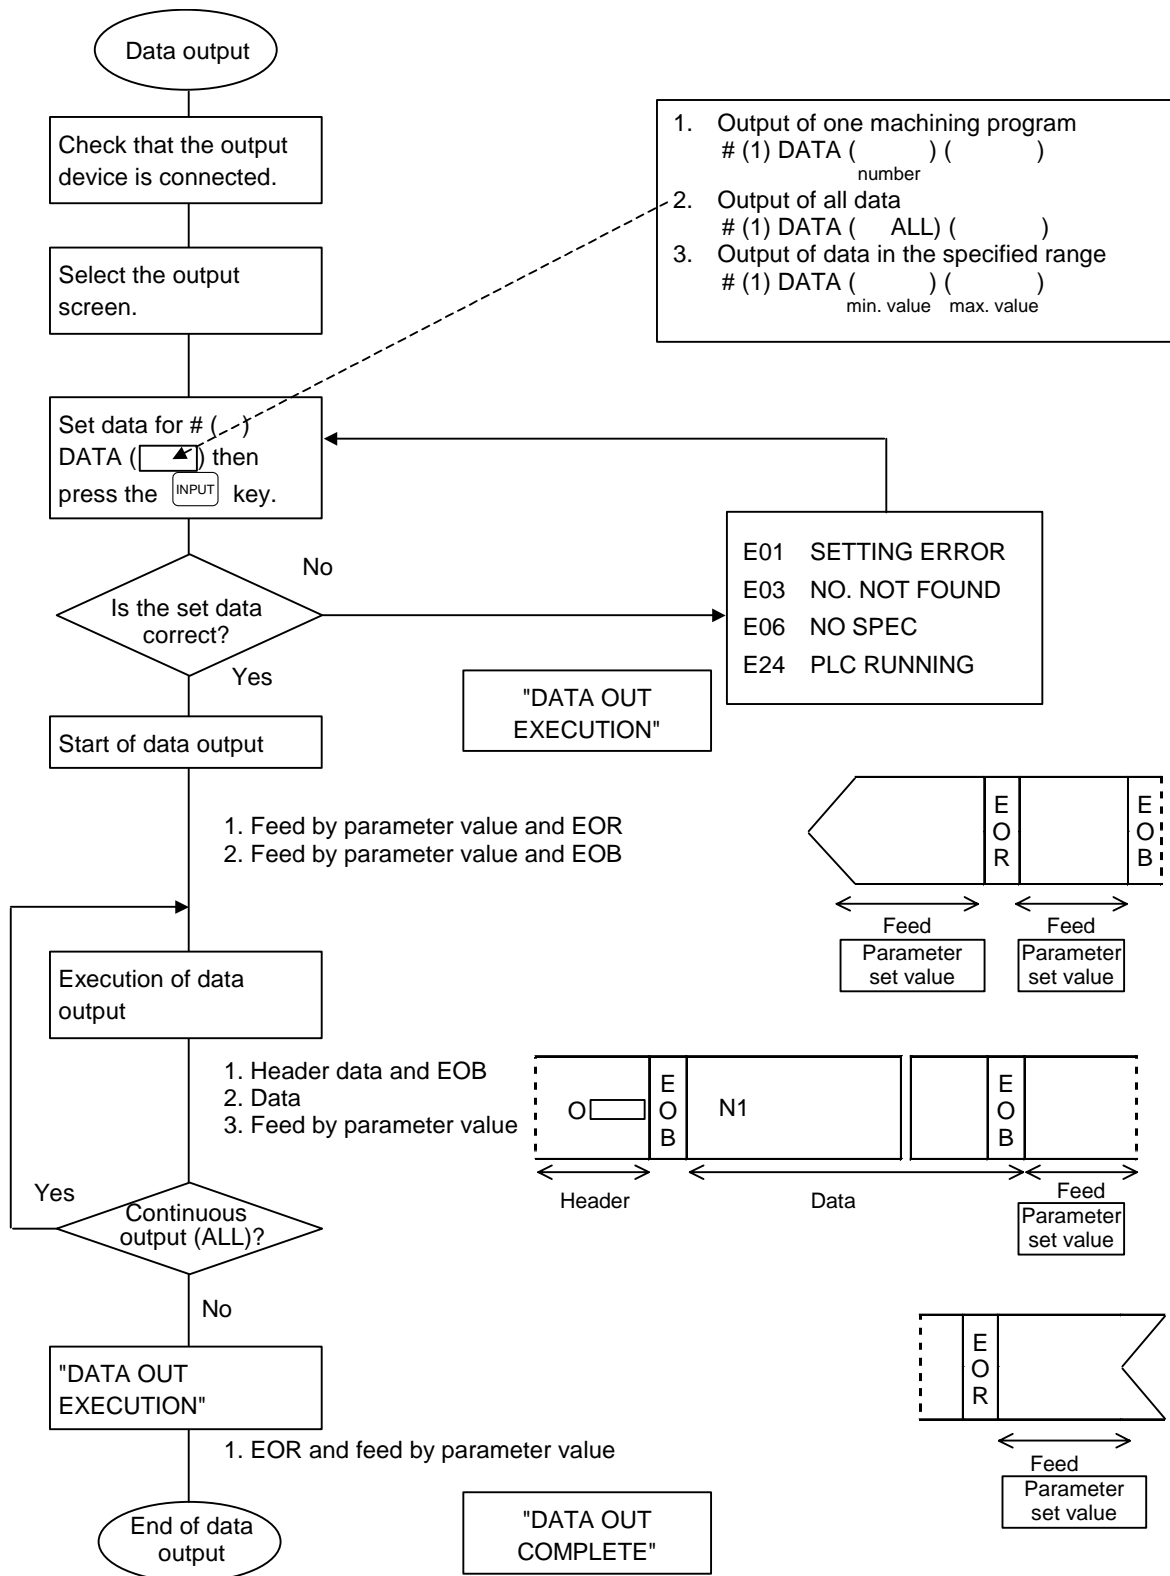 Data output
Check that the output
device is connected.
Select the output
screen.
Set data for # (   )
DATA (      ) then
press the INPUT key.
1. Output of one machining program
# (1) DATA (      ) (      )
number
2. Output of all data
# (1) DATA (   ALL) (      )
3. Output of data in the specified range
# (1) DATA (      ) (      )
min. value max. value
Is the set data
correct?
No
Yes
E01 SETTING ERROR
E03 NO. NOT FOUND
E06 NO SPEC
E24 PLC RUNNING
"DATA OUT
EXECUTION"
Start of data output
1. Feed by parameter value and EOR
2. Feed by parameter value and EOB
EOR
EOB
Feed
Parameter
set value
Feed
Parameter
set value
Execution of data
output
1. Header data and EOB
2. Data
3. Feed by parameter value
O
EOB
N1
EOB
Header
Data
Feed
Parameter
set value
Yes
Continuous
output (ALL)?
No
"DATA OUT
EXECUTION"
1. EOR and feed by parameter value
EOR
Feed
Parameter
set value
End of data
output
"DATA OUT
COMPLETE"